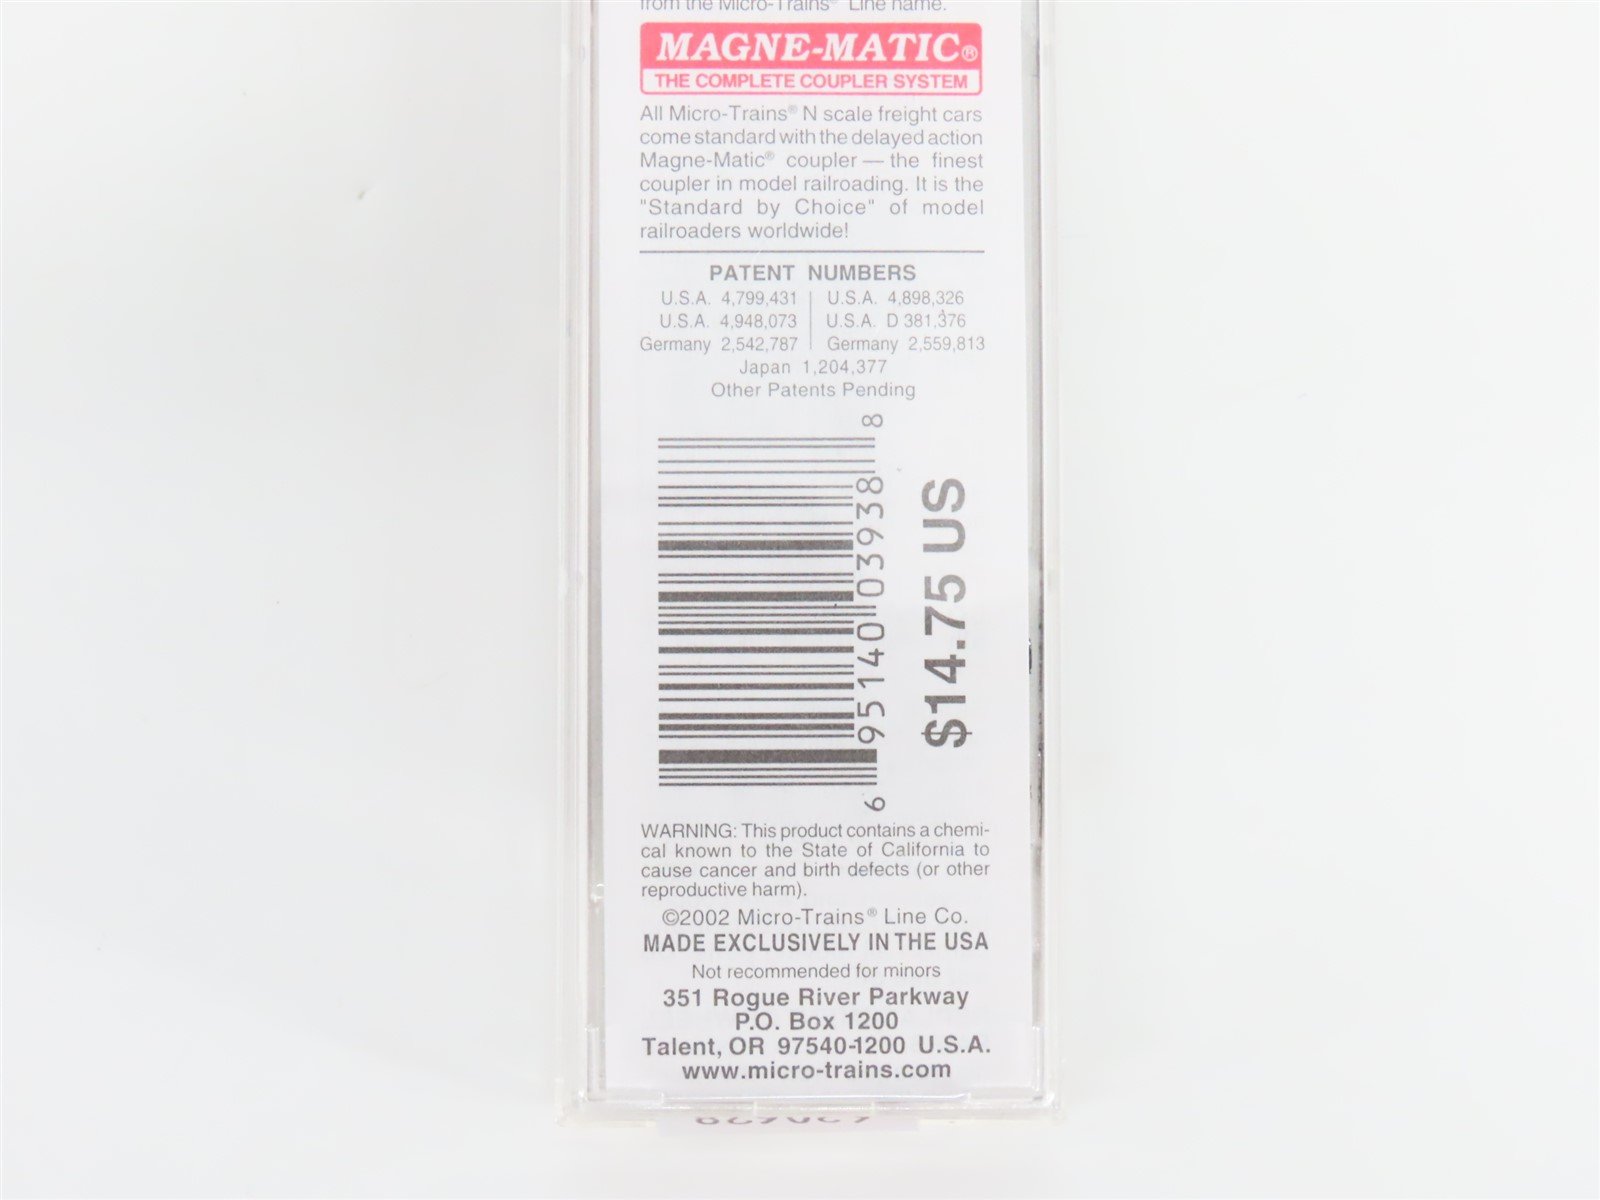 from the Micro-Trains® Line name.
MAGNE-MATIC®
THE COMPLETE COUPLER SYSTEM
All Micro-Trains® N scale freight cars
come standard with the delayed action
Magne-Matic® coupler — the finest
coupler in model railroading. It is the
"Standard by Choice" of model
railroaders worldwide!
PATENT NUMBERS
U.S.A. 4,799,431 | U.S.A. 4,898,326
U.S.A. 4,948,073 | U.S.A. D 381,376
Germany 2,542,787 | Germany 2,559,813
Japan 1,204,377
Other Patents Pending
6 95140 03938 8
$14.75 US
WARNING: This product contains a chemi-
cal known to the State of California to
cause cancer and birth defects (or other
reproductive harm).
©2002 Micro-Trains® Line Co.
MADE EXCLUSIVELY IN THE USA
Not recommended for minors
351 Rogue River Parkway
P.O. Box 1200
Talent, OR 97540-1200 U.S.A.
www.micro-trains.com